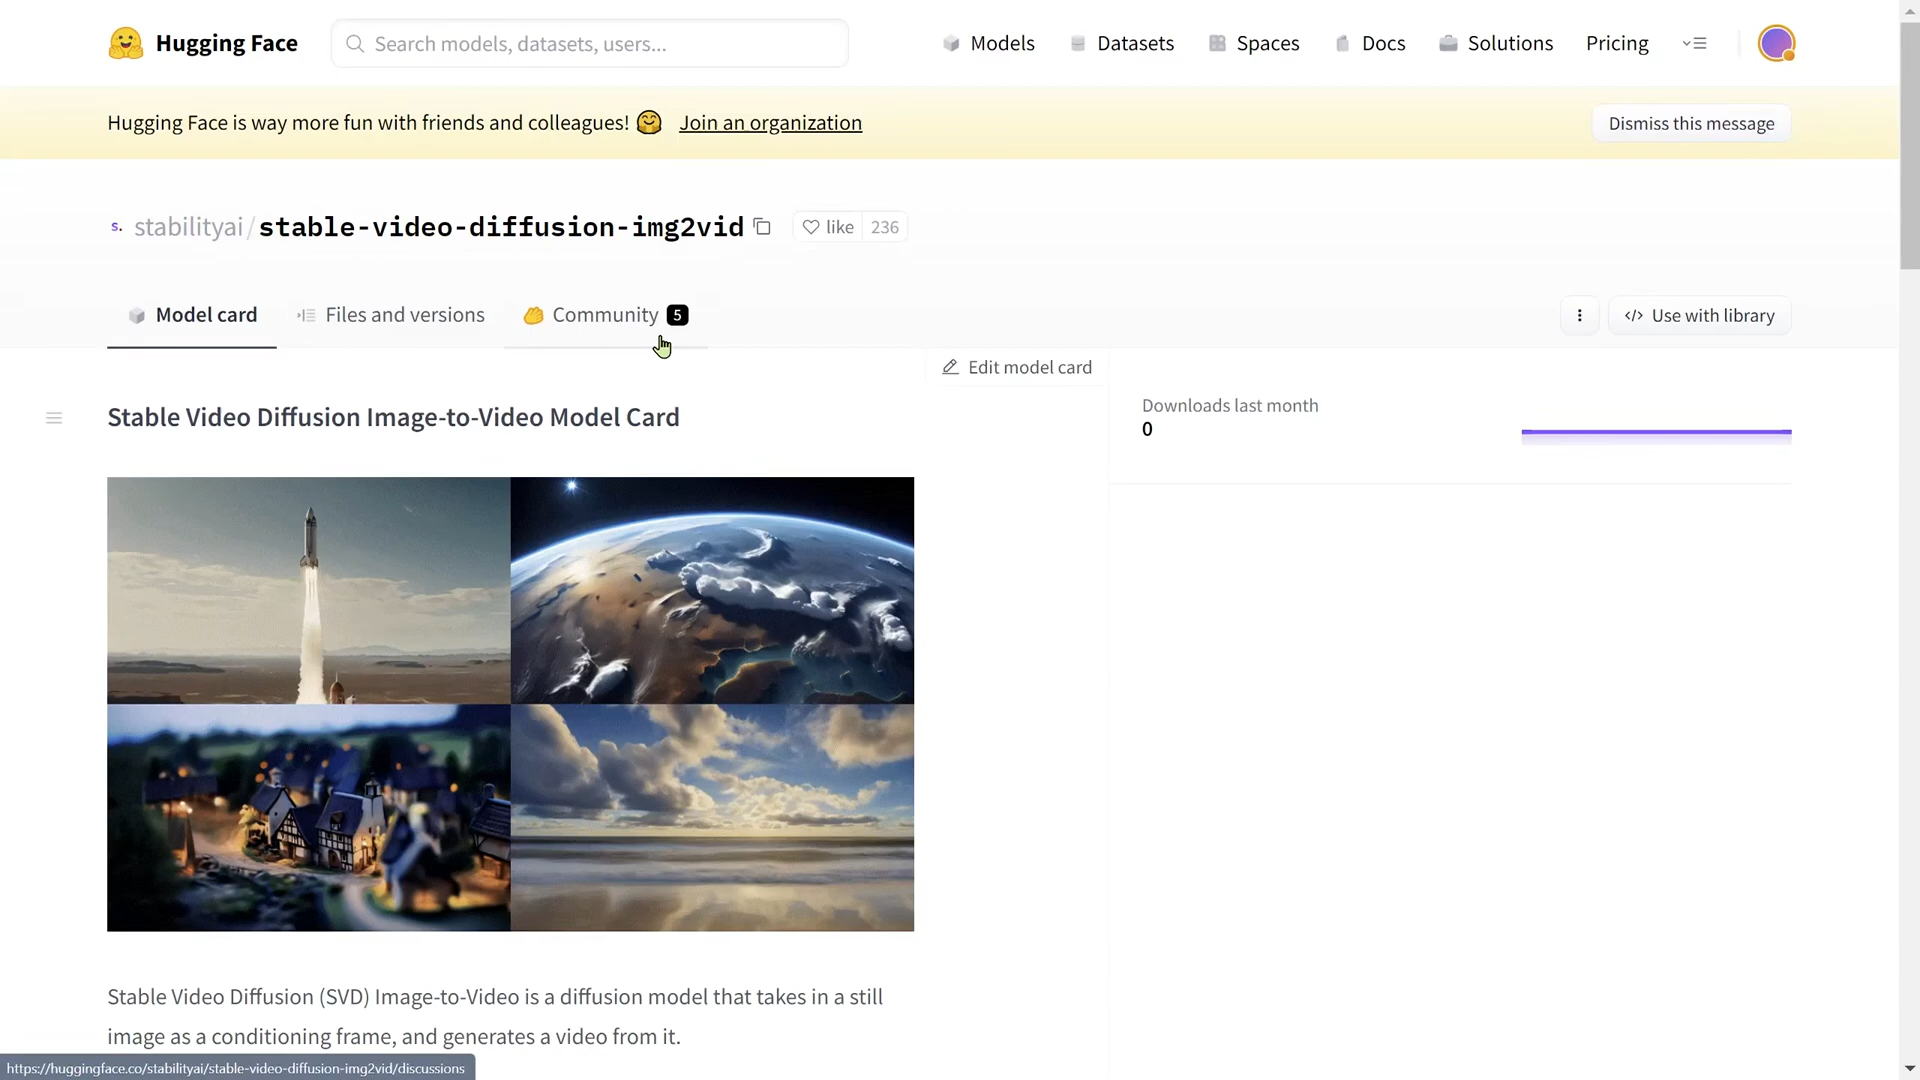 Hugging Face
Search models, datasets, users...
Models
Datasets
Spaces
Docs
Solutions
Pricing
Hugging Face is way more fun with friends and colleagues! 🤗 Join an organization
Dismiss this message
s. stabilityai/stable-video-diffusion-img2vid
like 236
Model card
Files and versions
Community 5
</> Use with library
Edit model card
Stable Video Diffusion Image-to-Video Model Card
Downloads last month
0
Stable Video Diffusion (SVD) Image-to-Video is a diffusion model that takes in a still
image as a conditioning frame, and generates a video from it.
https://huggingface.co/stabilityai/stable-video-diffusion-img2vid/discussions